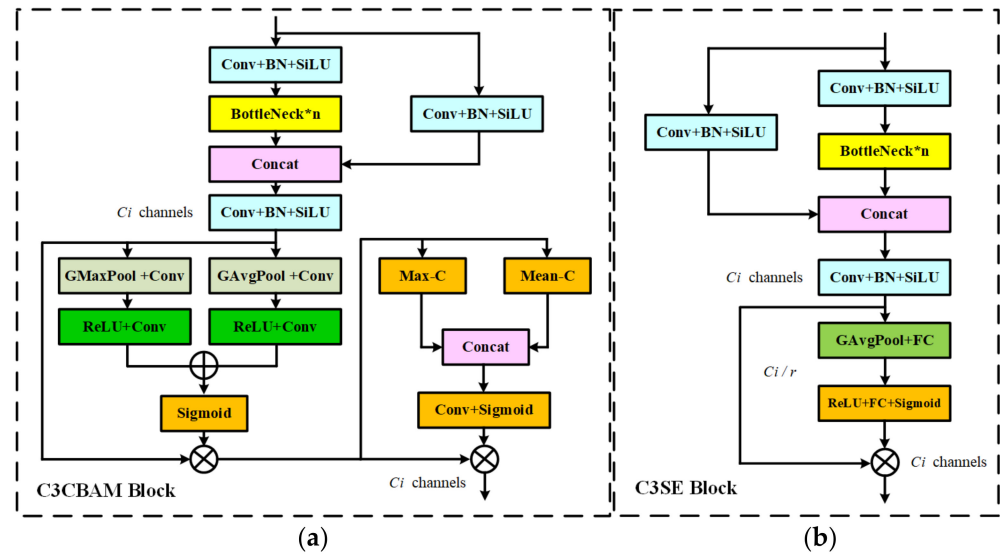 Conv+BN+SiLU
BottleNeck*n
Conv+BN+SiLU
Concat
Ci channels
Conv+BN+SiLU
GMaxPool +Conv
GAvgPool +Conv
ReLU+Conv
ReLU+Conv
Sigmoid
Max-C
Mean-C
Concat
Conv+Sigmoid
Ci channels
C3CBAM Block
(a)
Conv+BN+SiLU
Conv+BN+SiLU
BottleNeck*n
Concat
Ci channels
Conv+BN+SiLU
GAvgPool+FC
Ci / r
ReLU+FC+Sigmoid
Ci channels
C3SE Block
(b)